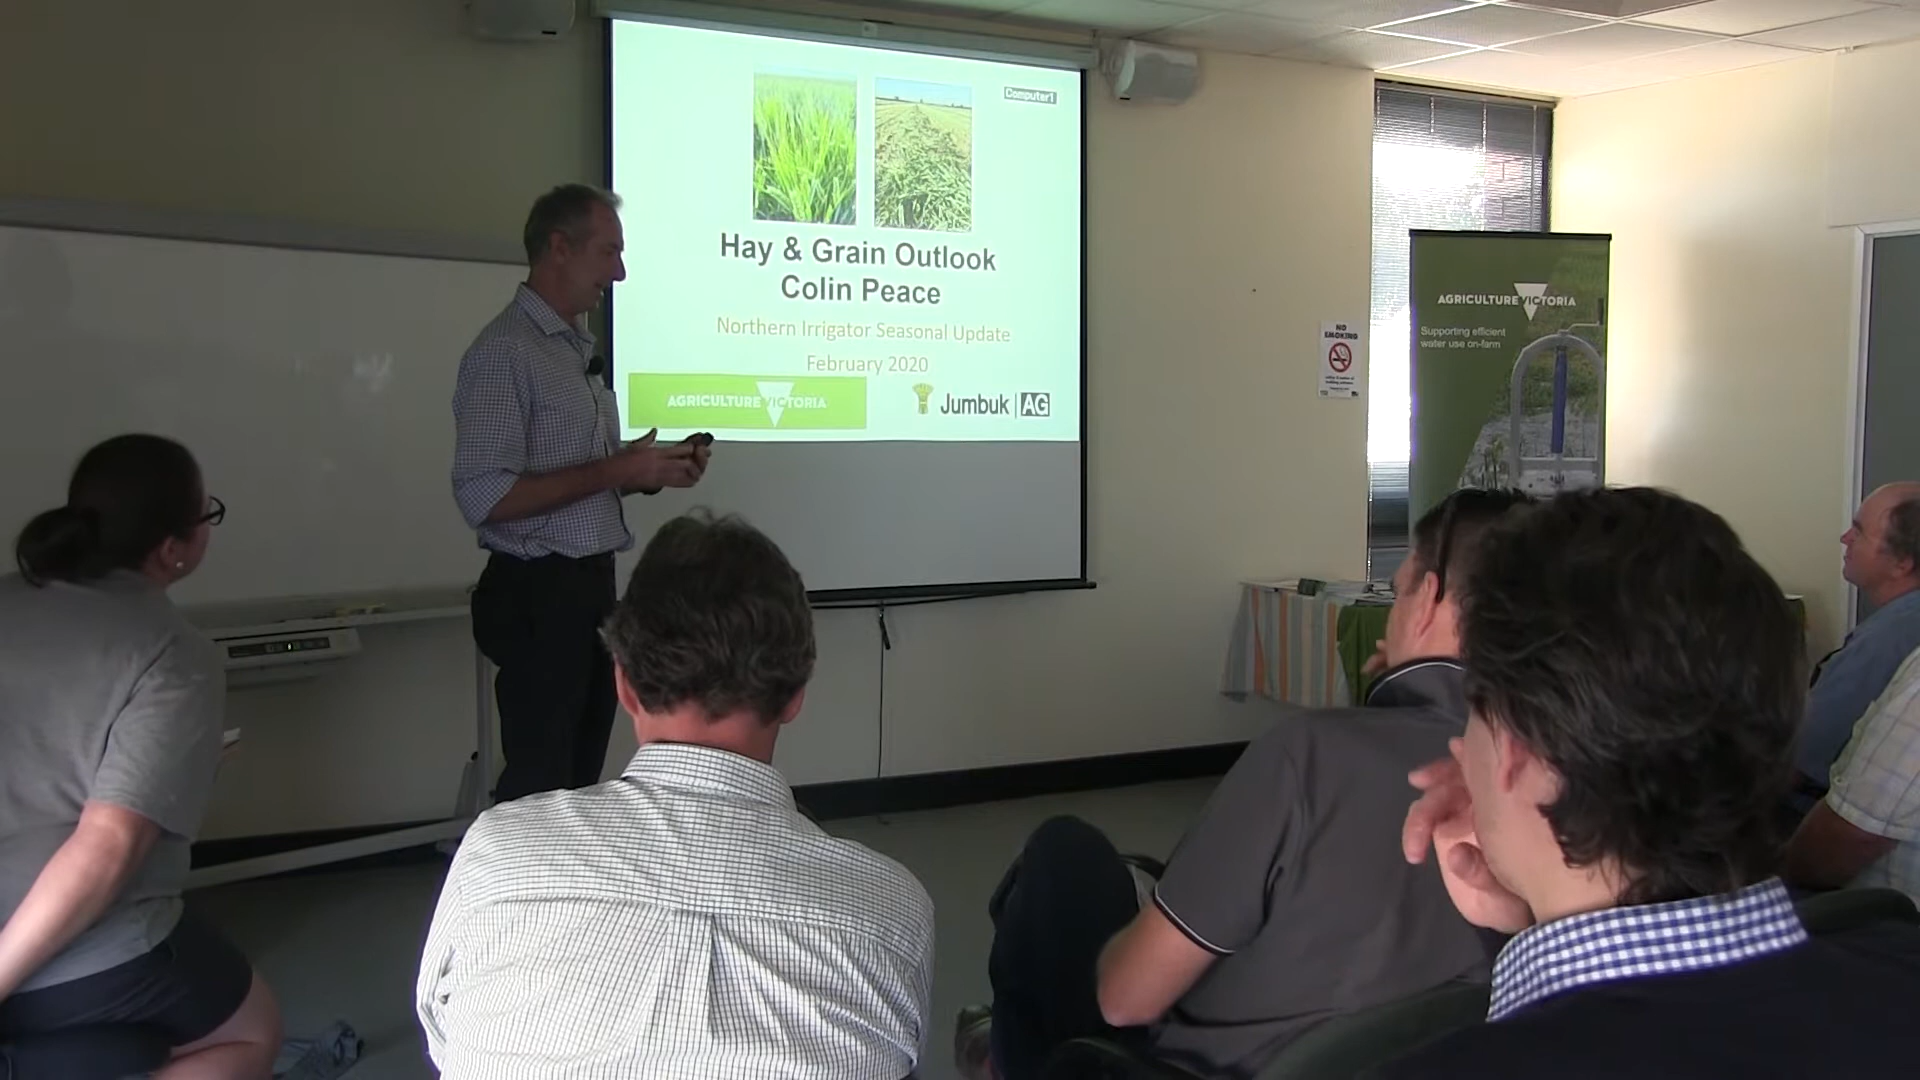 Computer1
Hay & Grain Outlook
Colin Peace
Northern Irrigator Seasonal Update
February 2020
AGRICULTURE VICTORIA
Jumbuk AG
NO
SMOKING
AGRICULTURE VICTORIA
Supporting efficient
water use on-farm